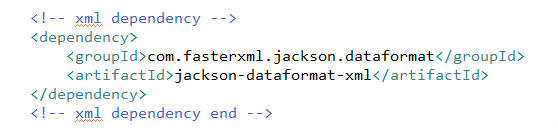 <!-- xml dependency -->
<dependency>
<groupId>com.fasterxml.jackson.dataformat</groupId>
<artifactId>jackson-dataformat-xml</artifactId>
</dependency>
<!-- xml dependency end -->